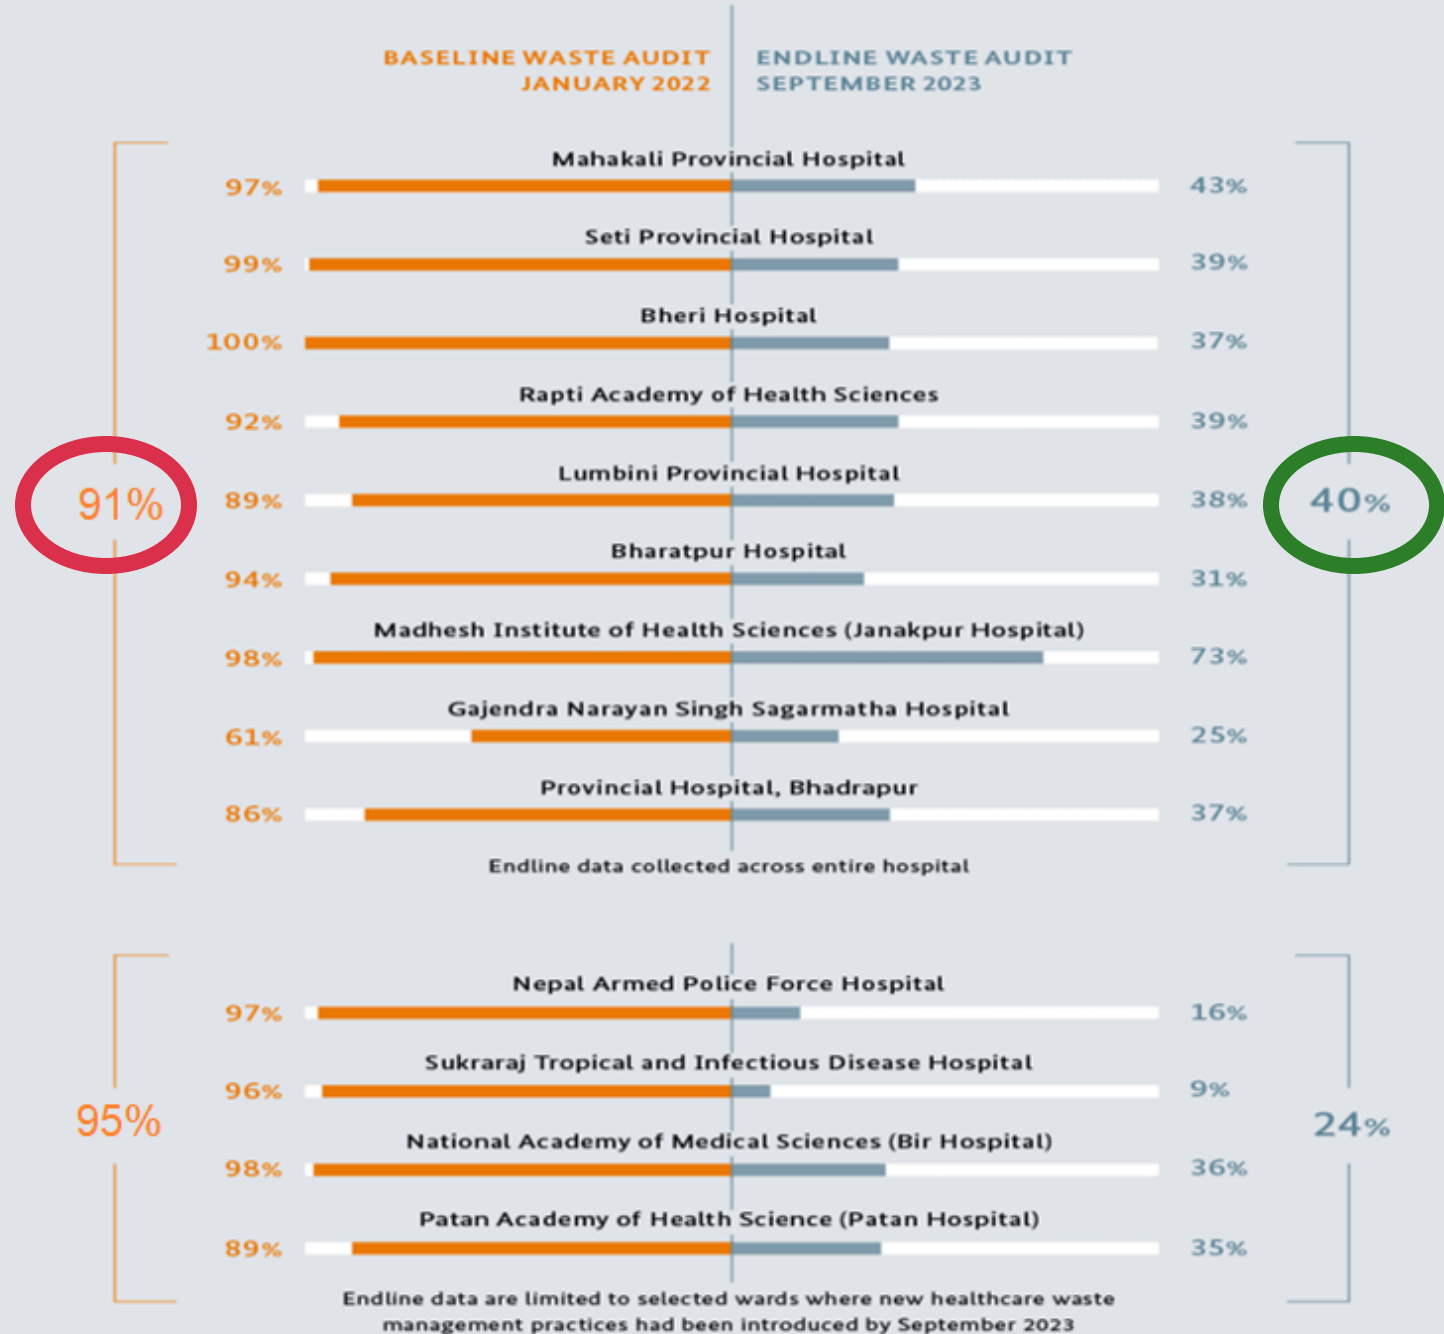 BASELINE WASTE AUDIT
JANUARY 2022
ENDLINE WASTE AUDIT
SEPTEMBER 2023
Mahakali Provincial Hospital
97%
43%
Seti Provincial Hospital
99%
39%
Bheri Hospital
100%
37%
Rapti Academy of Health Sciences
92%
39%
Lumbini Provincial Hospital
91%
89%
38%
40%
Bharatpur Hospital
94%
31%
Madhesh Institute of Health Sciences (Janakpur Hospital)
98%
73%
Gajendra Narayan Singh Sagarmatha Hospital
61%
25%
Provincial Hospital, Bhadrapur
86%
37%
Endline data collected across entire hospital
Nepal Armed Police Force Hospital
97%
16%
Sukraraj Tropical and Infectious Disease Hospital
96%
9%
95%
24%
National Academy of Medical Sciences (Bir Hospital)
98%
36%
Patan Academy of Health Science (Patan Hospital)
89%
35%
Endline data are limited to selected wards where new healthcare waste
management practices had been introduced by September 2023